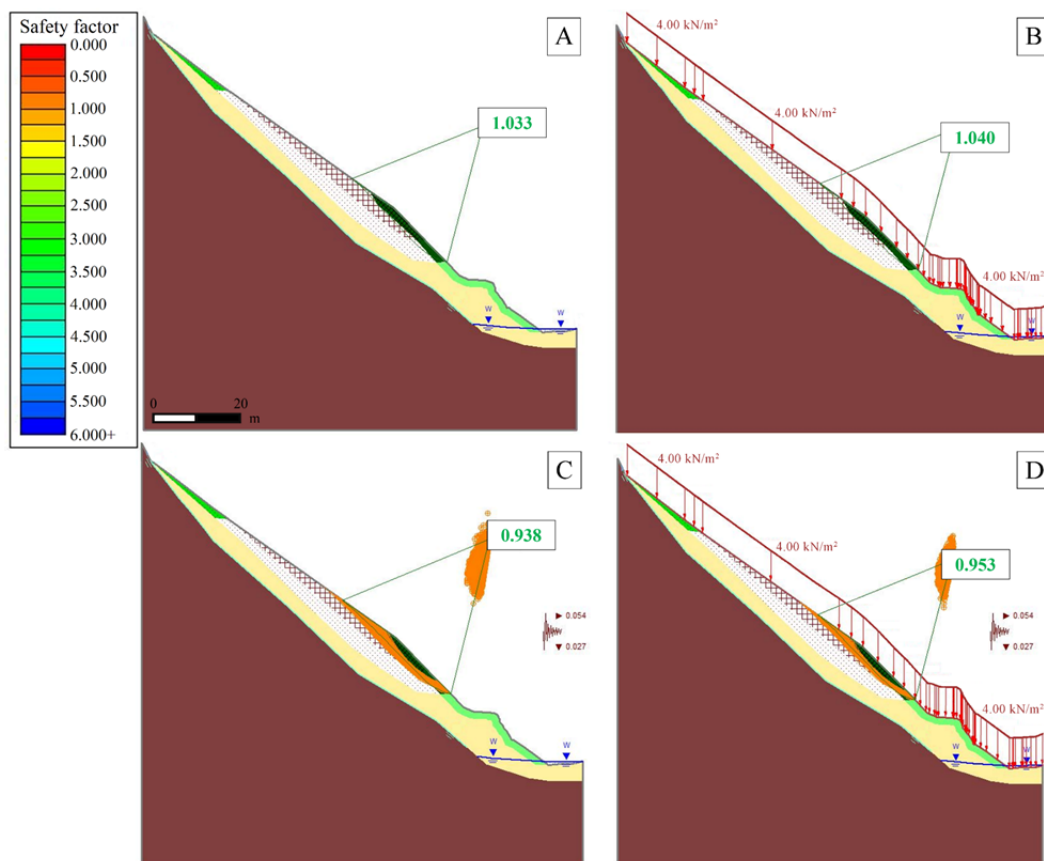 Safety factor
0.000
0.500
1.000
1.500
2.000
2.500
3.000
3.500
4.000
4.500
5.000
5.500
6.000+
A
1.033
W
W
0 20
m
B
4.00 kN/m²
4.00 kN/m²
1.040
4.00 kN/m²
W
W
C
0.938
0.054
0.027
W
W
D
4.00 kN/m²
4.00 kN/m²
0.953
0.054
0.027
4.00 kN/m²
W
W